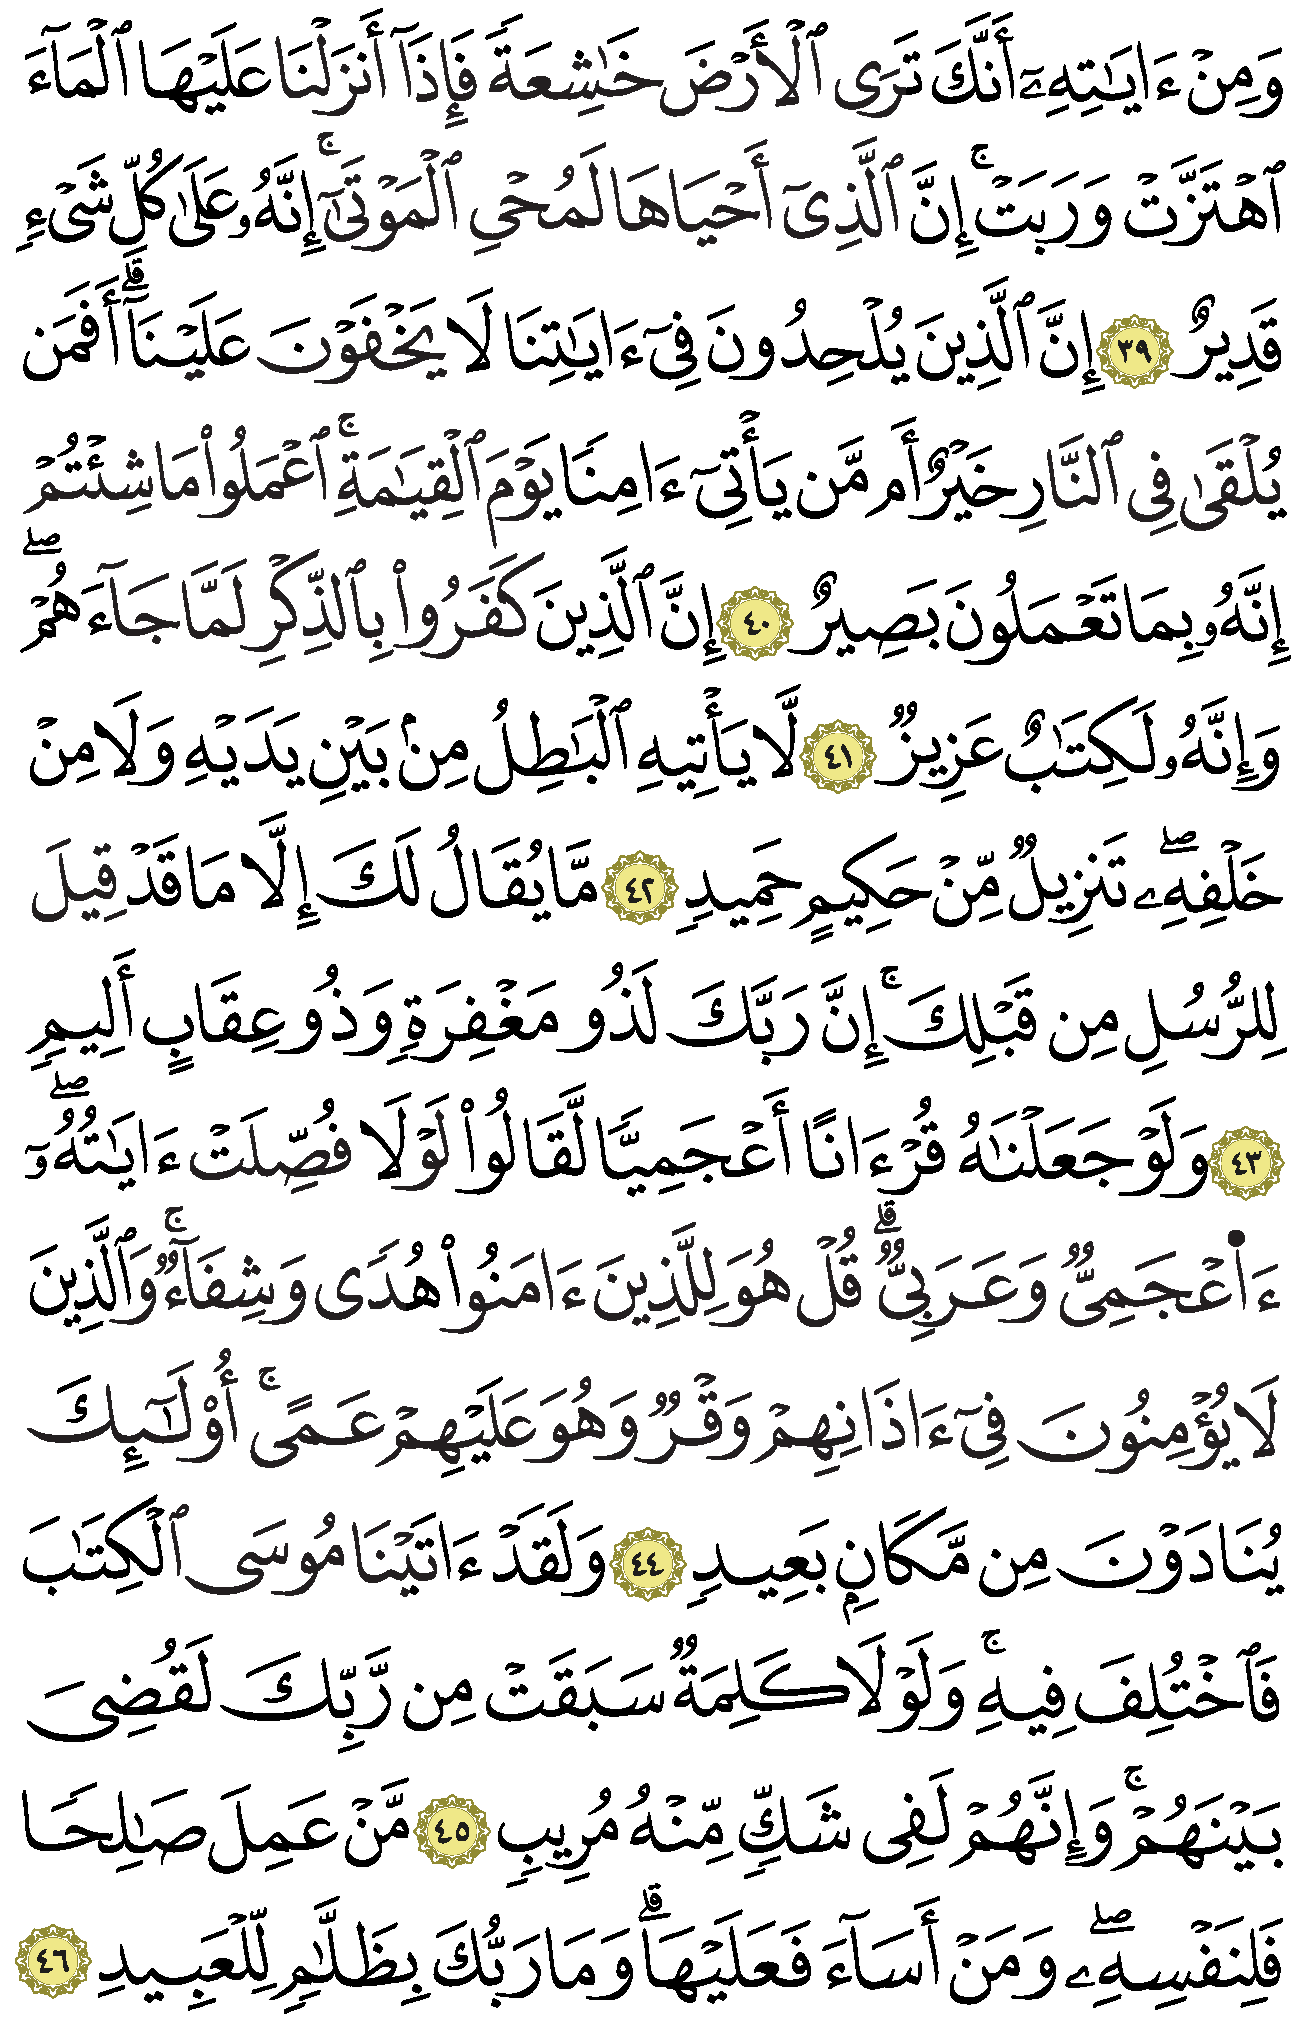 وَمِنْ ءَايَٰتِهِۦٓ أَنَّكَ تَرَى ٱلْأَرْضَ خَٰشِعَةً فَإِذَآ أَنزَلْنَا عَلَيْهَا ٱلْمَآءَ
ٱهْتَزَّتْ وَرَبَتْ ۚ إِنَّ ٱلَّذِىٓ أَحْيَاهَا لَمُحْىِ ٱلْمَوْتَىٰٓ ۚ إِنَّهُۥ عَلَىٰ كُلِّ شَىْءٍ
قَدِيرٌ ٣٩ إِنَّ ٱلَّذِينَ يُلْحِدُونَ فِىٓ ءَايَٰتِنَا لَا يَخْفَوْنَ عَلَيْنَآ ۗ أَفَمَن
يُلْقَىٰ فِى ٱلنَّارِ خَيْرٌ أَم مَّن يَأْتِىٓ ءَامِنًا يَوْمَ ٱلْقِيَٰمَةِ ۚ ٱعْمَلُوا۟ مَا شِئْتُمْ ۖ
إِنَّهُۥ بِمَا تَعْمَلُونَ بَصِيرٌ ٤٠ إِنَّ ٱلَّذِينَ كَفَرُوا۟ بِٱلذِّكْرِ لَمَّا جَآءَهُمْ ۖ
وَإِنَّهُۥ لَكِتَٰبٌ عَزِيزٌ ٤١ لَّا يَأْتِيهِ ٱلْبَٰطِلُ مِنۢ بَيْنِ يَدَيْهِ وَلَا مِنْ
خَلْفِهِۦ ۖ تَنزِيلٌ مِّنْ حَكِيمٍ حَمِيدٍ ٤٢ مَّا يُقَالُ لَكَ إِلَّا مَا قَدْ قِيلَ
لِلرُّسُلِ مِن قَبْلِكَ ۚ إِنَّ رَبَّكَ لَذُو مَغْفِرَةٍ وَذُو عِقَابٍ أَلِيمٍ
٤٣ وَلَوْ جَعَلْنَٰهُ قُرْءَانًا أَعْجَمِيًّا لَّقَالُوا۟ لَوْلَا فُصِّلَتْ ءَايَٰتُهُۥٓ ۖ
ءَا۬عْجَمِىٌّ وَعَرَبِىٌّ ۗ قُلْ هُوَ لِلَّذِينَ ءَامَنُوا۟ هُدًى وَشِفَآءٌ ۚ وَٱلَّذِينَ
لَا يُؤْمِنُونَ فِىٓ ءَاذَانِهِمْ وَقْرٌ وَهُوَ عَلَيْهِمْ عَمًى ۚ أُو۟لَٰٓئِكَ
يُنَادَوْنَ مِن مَّكَانٍۭ بَعِيدٍ ٤٤ وَلَقَدْ ءَاتَيْنَا مُوسَى ٱلْكِتَٰبَ
فَٱخْتُلِفَ فِيهِ ۚ وَلَوْلَا كَلِمَةٌ سَبَقَتْ مِن رَّبِّكَ لَقُضِىَ
بَيْنَهُمْ ۚ وَإِنَّهُمْ لَفِى شَكٍّ مِّنْهُ مُرِيبٍ ٤٥ مَّنْ عَمِلَ صَٰلِحًا
فَلِنَفْسِهِۦ ۖ وَمَنْ أَسَآءَ فَعَلَيْهَا ۗ وَمَا رَبُّكَ بِظَلَّٰمٍ لِّلْعَبِيدِ ٤٦